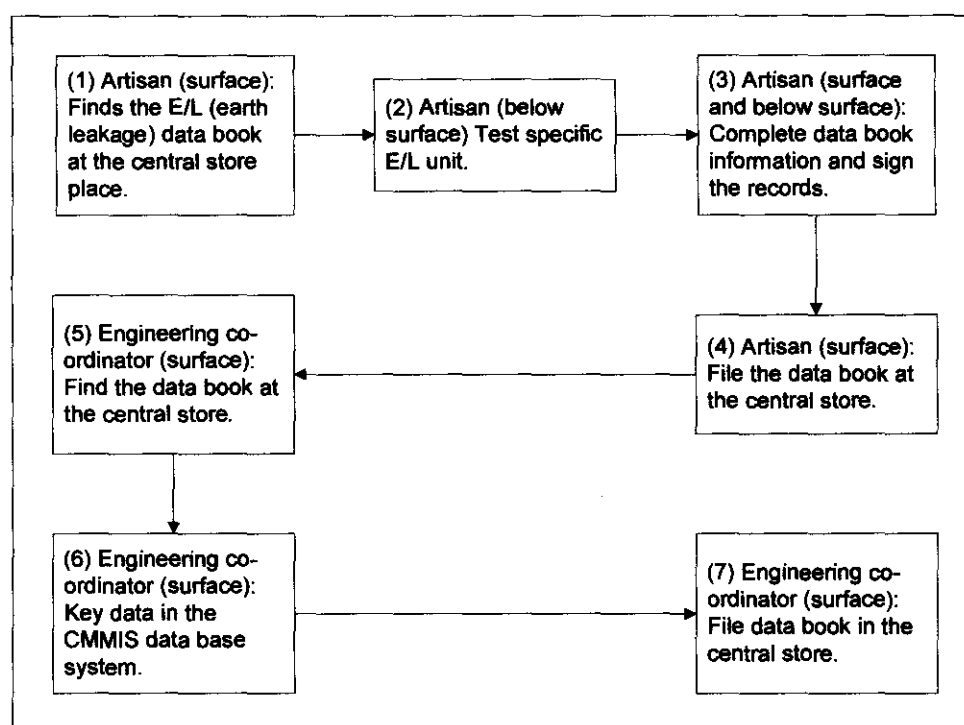 (1) Artisan (surface):
Finds the E/L (earth
leakage) data book
at the central store
place.
(2) Artisan (below
surface) Test specific
E/L unit.
(3) Artisan (surface
and below surface):
Complete data book
information and sign
the records.
(4) Artisan (surface):
File the data book at
the central store.
(5) Engineering co-
ordinator (surface):
Find the data book at
the central store.
(6) Engineering co-
ordinator (surface):
Key data in the
CMMIS data base
system.
(7) Engineering co-
ordinator (surface):
File data book in the
central store.